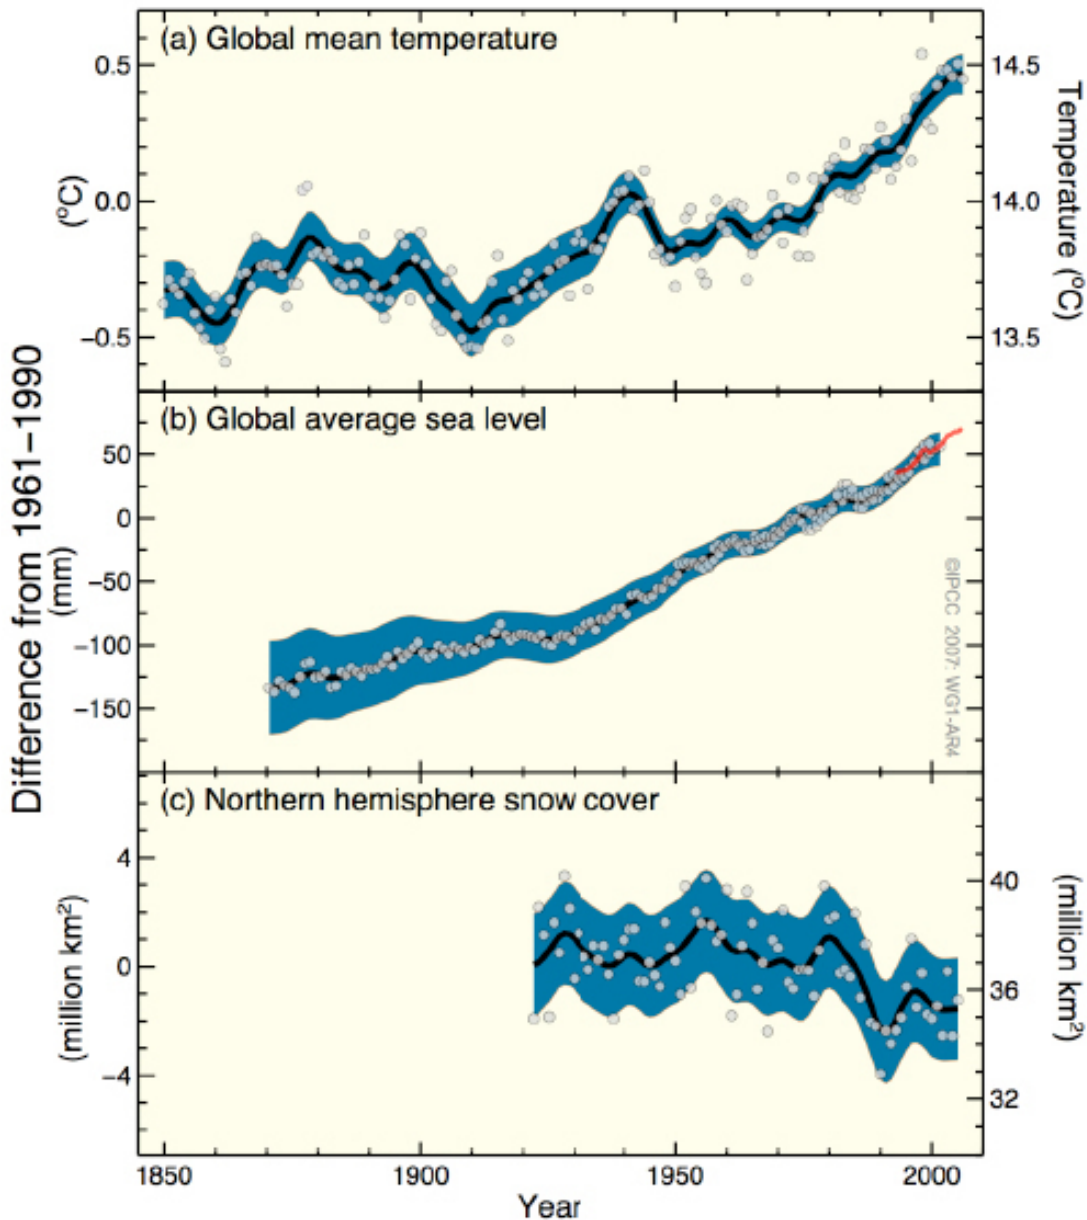 (a) Global mean temperature
0.5
0.0
−0.5
(°C)
14.5
14.0
13.5
Temperature (°C)
Difference from 1961−1990
(b) Global average sea level
50
0
−50
−100
−150
(mm)
©IPCC 2007: WG1-AR4
(c) Northern hemisphere snow cover
4
0
−4
(million km²)
40
36
32
(million km²)
1850 1900 1950 2000
Year